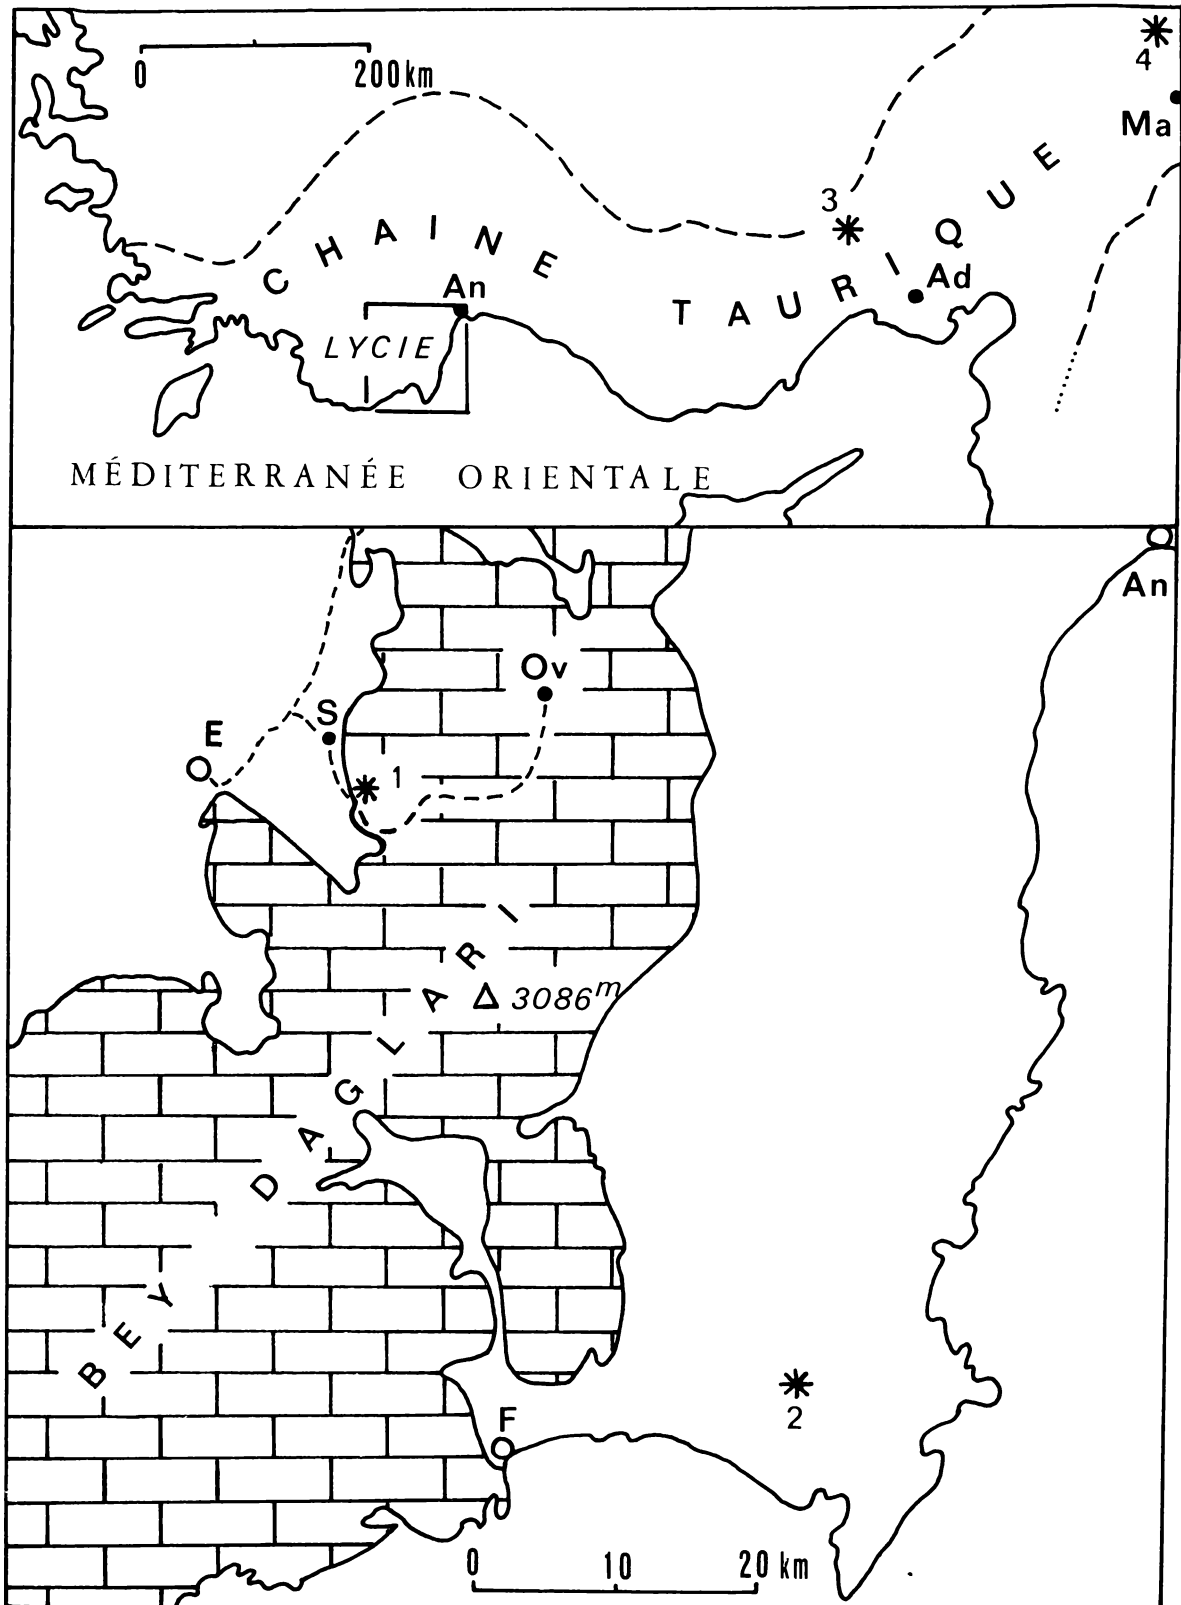 0 200km
4
Ma
3
CHAINE TAURIQUE
An
Ad
LYCIE
MÉDITERRANÉE ORIENTALE
An
Ov
S
E
1
BEY DAGLARI
3086m
2
F
0 10 20 km